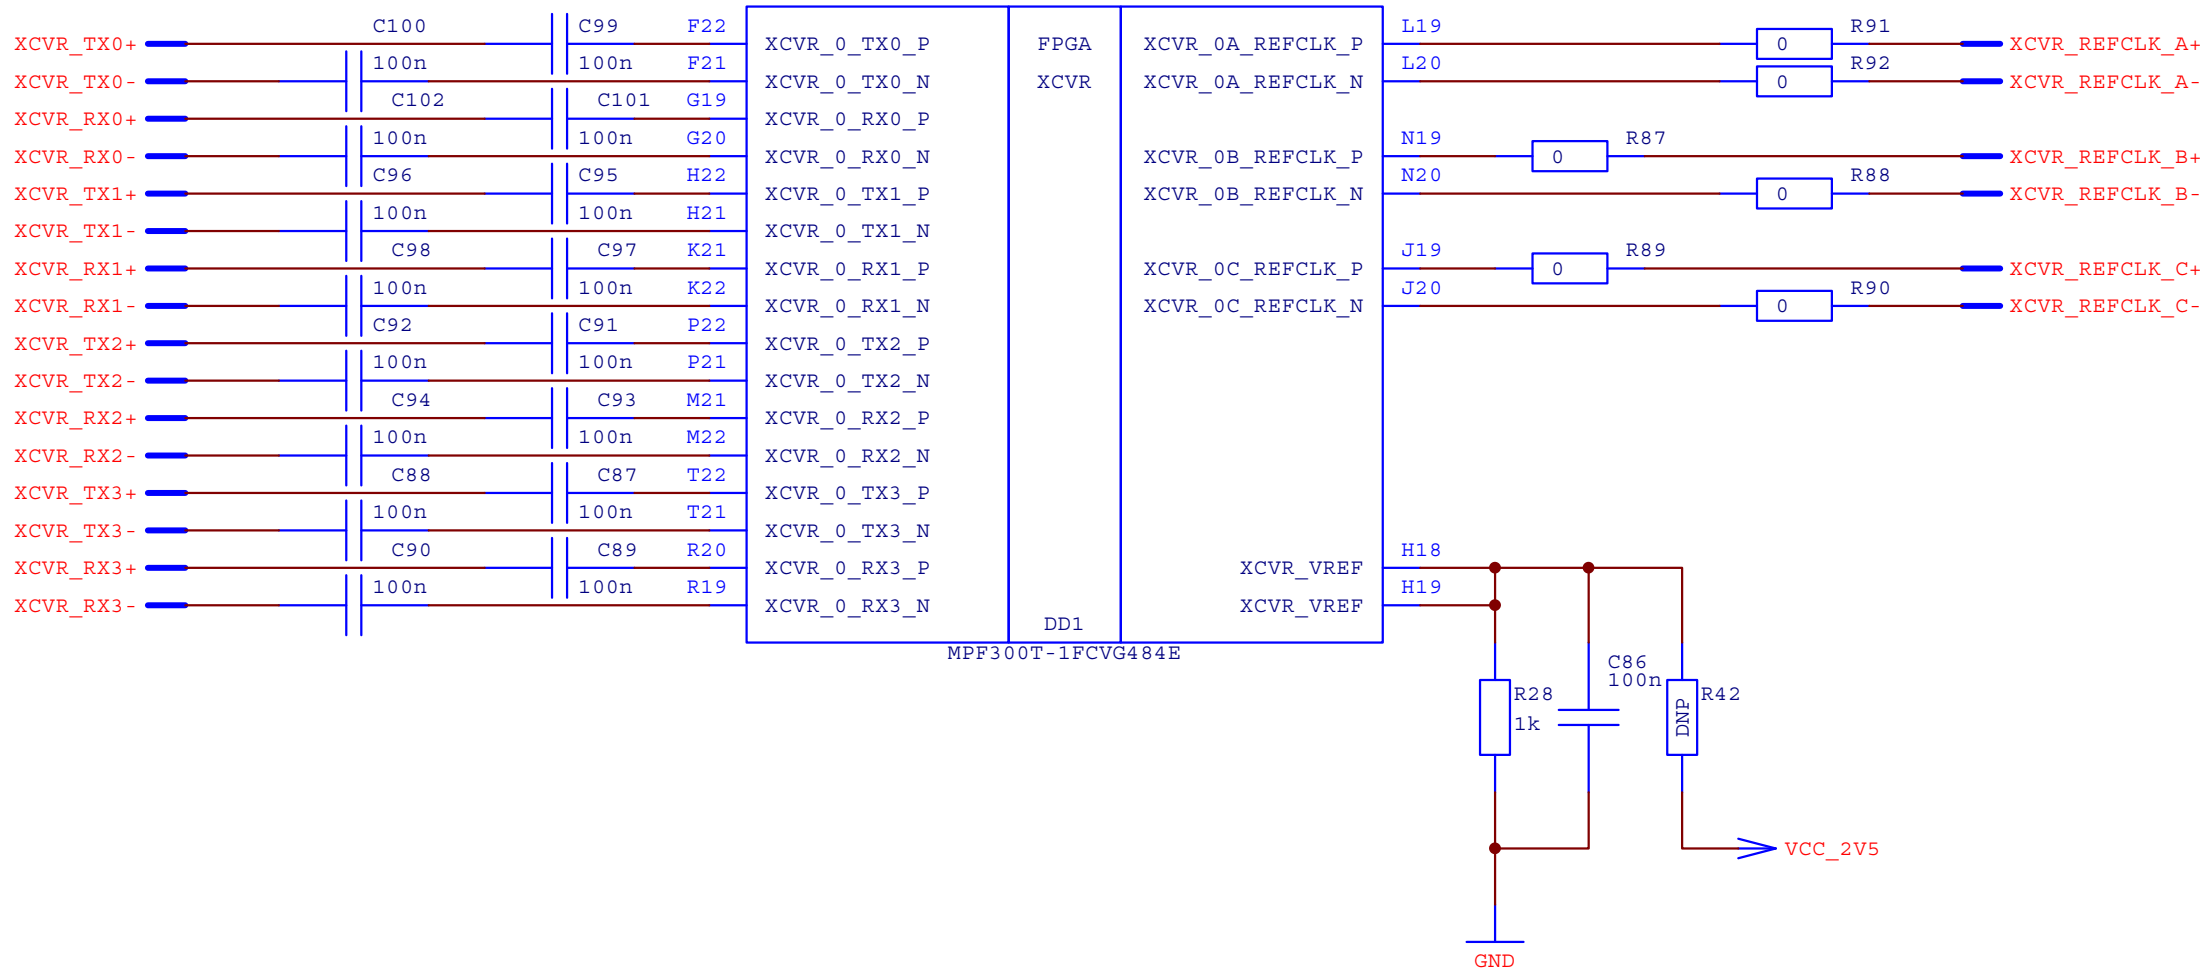 C100 C99 F22 L19 R91
XCVR_TX0+ XCVR_0_TX0_P FPGA XCVR_0A_REFCLK_P 0 XCVR_REFCLK_A+
100n 100n F21 L20 R92
XCVR_TX0- XCVR_0_TX0_N XCVR XCVR_0A_REFCLK_N 0 XCVR_REFCLK_A-
C102 C101 G19
XCVR_RX0+ XCVR_0_RX0_P
100n 100n G20 N19 R87
XCVR_RX0- XCVR_0_RX0_N XCVR_0B_REFCLK_P 0 XCVR_REFCLK_B+
C96 C95 H22 N20 R88
XCVR_TX1+ XCVR_0_TX1_P XCVR_0B_REFCLK_N 0 XCVR_REFCLK_B-
100n 100n H21
XCVR_TX1- XCVR_0_TX1_N
C98 C97 K21 J19 R89
XCVR_RX1+ XCVR_0_RX1_P XCVR_0C_REFCLK_P 0 XCVR_REFCLK_C+
100n 100n K22 J20 R90
XCVR_RX1- XCVR_0_RX1_N XCVR_0C_REFCLK_N 0 XCVR_REFCLK_C-
C92 C91 P22
XCVR_TX2+ XCVR_0_TX2_P
100n 100n P21
XCVR_TX2- XCVR_0_TX2_N
C94 C93 M21
XCVR_RX2+ XCVR_0_RX2_P
100n 100n M22
XCVR_RX2- XCVR_0_RX2_N
C88 C87 T22
XCVR_TX3+ XCVR_0_TX3_P
100n 100n T21
XCVR_TX3- XCVR_0_TX3_N
C90 C89 R20 H18
XCVR_RX3+ XCVR_0_RX3_P XCVR_VREF
100n 100n R19 H19
XCVR_RX3- XCVR_0_RX3_N XCVR_VREF
DD1
MPF300T-1FCVG484E
C86
100n
R28 R42
1k DNP
VCC_2V5
GND